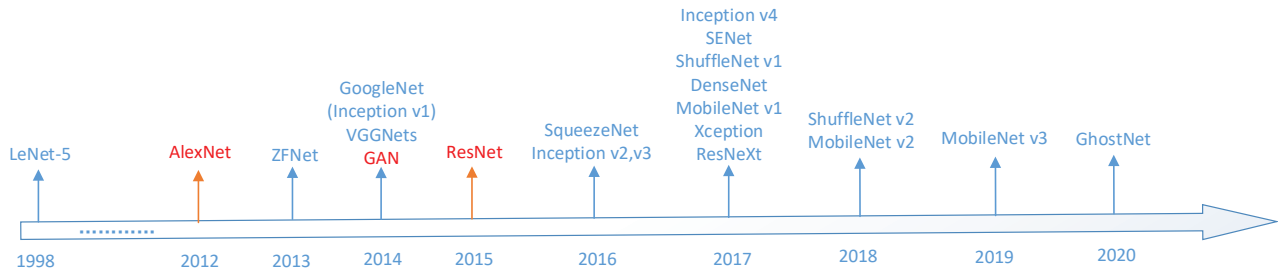 LeNet-5
AlexNet
ZFNet
GoogleNet
(Inception v1)
VGGNets
GAN
ResNet
SqueezeNet
Inception v2,v3
Inception v4
SENet
ShuffleNet v1
DenseNet
MobileNet v1
Xception
ResNeXt
ShuffleNet v2
MobileNet v2
MobileNet v3
GhostNet
1998
2012
2013
2014
2015
2016
2017
2018
2019
2020